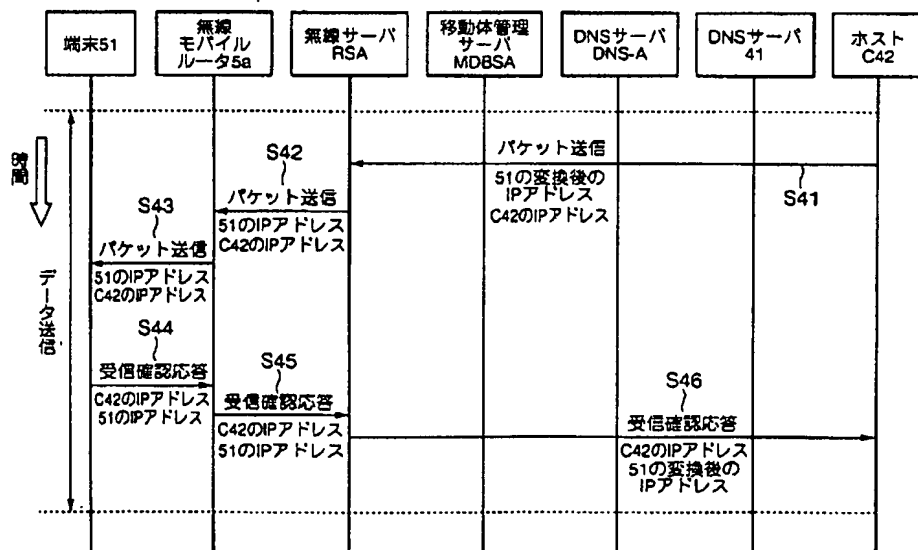 端末51
無線
モバイル
ルータ5a
無線サーバ
RSA
移動体管理
サーバ
MDBSA
DNSサーバ
DNS-A
DNSサーバ
41
ホスト
C42
時間
データ送信
パケット送信
S41
51の変換後の
IPアドレス
C42のIPアドレス
S42
パケット送信
51のIPアドレス
C42のIPアドレス
S43
パケット送信
51のIPアドレス
C42のIPアドレス
S44
受信確認応答
C42のIPアドレス
51のIPアドレス
S45
受信確認応答
C42のIPアドレス
51のIPアドレス
S46
受信確認応答
C42のIPアドレス
51の変換後の
IPアドレス